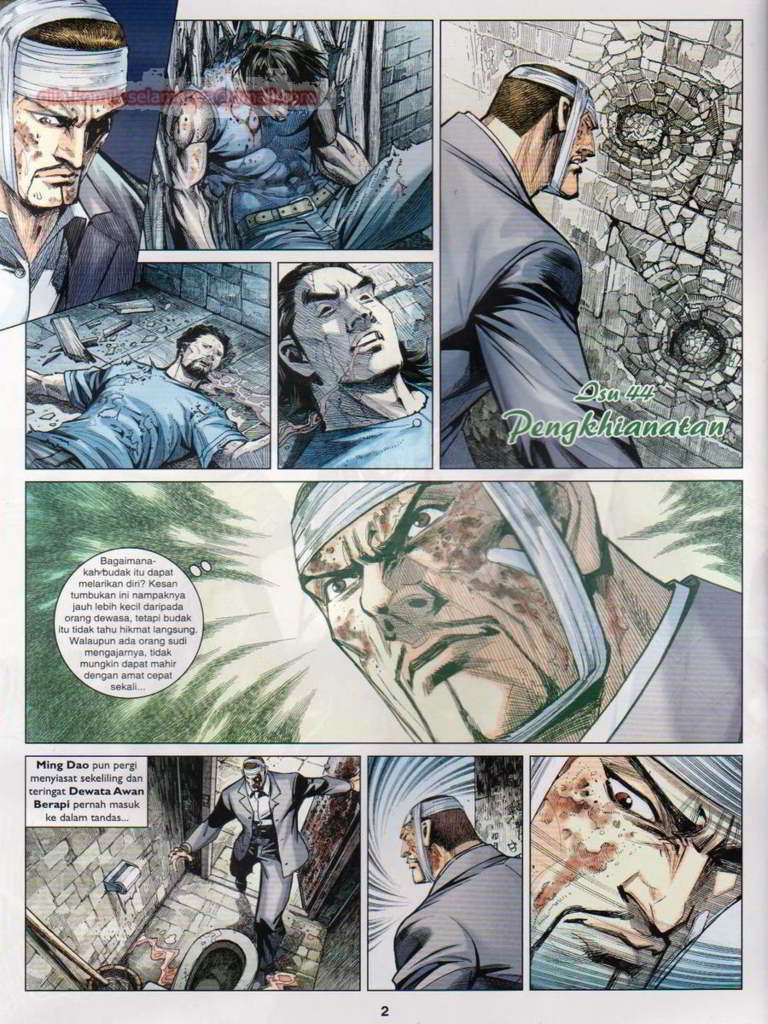 Isu 44
Pengkhianatan
Bagaimana-
kah budak itu dapat
melarikan diri? Kesan
tumbukan ini nampaknya
jauh lebih kecil daripada
orang dewasa, tetapi budak
itu tidak tahu hikmat langsung.
Walaupun ada orang sudi
mengajarnya, tidak
mungkin dapat mahir
dengan amat cepat
sekali...
Ming Dao pun pergi
menyiasat sekeliling dan
teringat Dewata Awan
Berapi pernah masuk
ke dalam tandas...
2